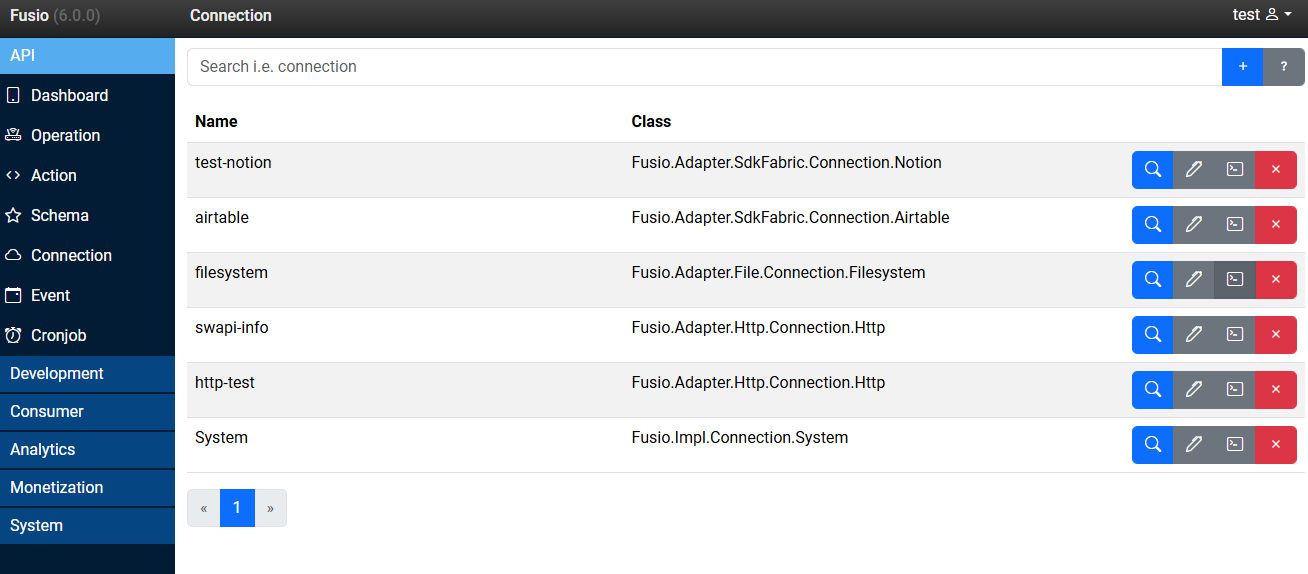 Fusio (6.0.0) Connection test
API
Search i.e. connection + ?
Dashboard
Operation
Action
Schema
Connection
Event
Cronjob
Development
Consumer
Analytics
Monetization
System
Name Class
test-notion Fusio.Adapter.SdkFabric.Connection.Notion
airtable Fusio.Adapter.SdkFabric.Connection.Airtable
filesystem Fusio.Adapter.File.Connection.Filesystem
swapi-info Fusio.Adapter.Http.Connection.Http
http-test Fusio.Adapter.Http.Connection.Http
System Fusio.Impl.Connection.System
« 1 »